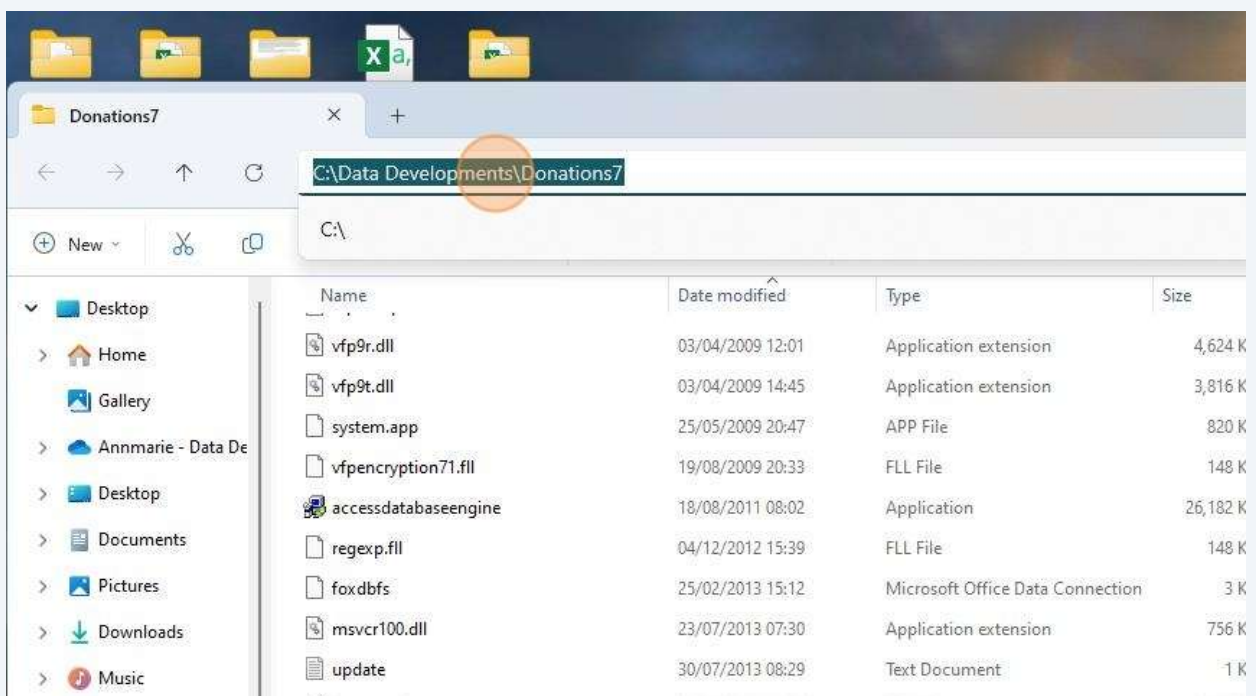 X a,
Donations7
C:\Data Developments\Donations7
New
C:\
Name Date modified Type Size
Desktop
Home
Gallery
Annmarie - Data De
Desktop
Documents
Pictures
Downloads
Music
vfp9r.dll 03/04/2009 12:01 Application extension 4,624 K
vfp9t.dll 03/04/2009 14:45 Application extension 3,816 K
system.app 25/05/2009 20:47 APP File 820 K
vfpencryption71.fll 19/08/2009 20:33 FLL File 148 K
accessdatabaseengine 18/08/2011 08:02 Application 26,182 K
regexp.fll 04/12/2012 15:39 FLL File 148 K
foxdbfs 25/02/2013 15:12 Microsoft Office Data Connection 3 K
msvcr100.dll 23/07/2013 07:30 Application extension 756 K
update 30/07/2013 08:29 Text Document 1 K